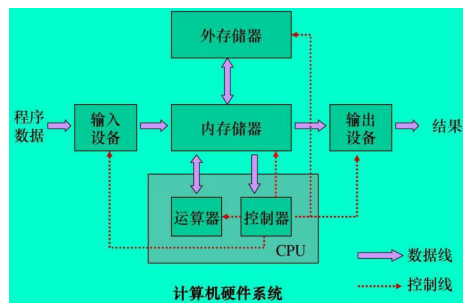 外存储器
程序
数据
输入
设备
内存储器
输出
设备
结果
运算器
控制器
CPU
数据线
控制线
计算机硬件系统